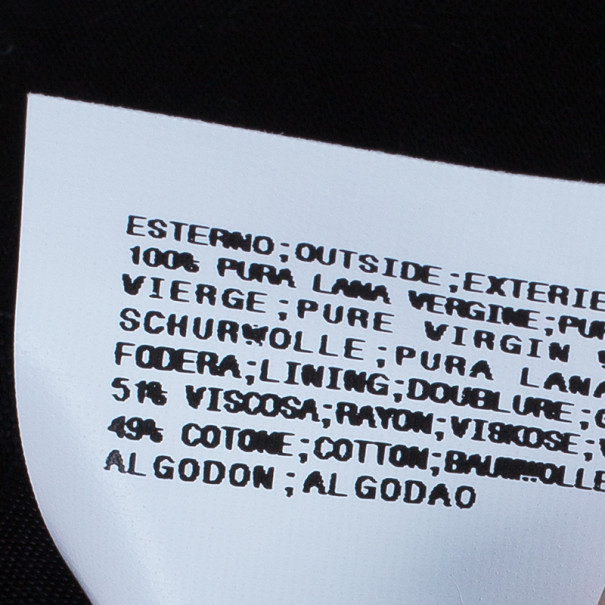 ESTERNO;OUTSIDE;EXTERIE
100% PURA LANA VERGINE;PUR
VIERGE;PURE VIRGIN
SCHURWOLLE;PURA LANA
FODERA;LINING;DOUBLURE;
51% VISCOSA;RAYON;VISKOSE;
49% COTONE;COTTON;BAUMWOLLE
ALGODON;ALGODAO